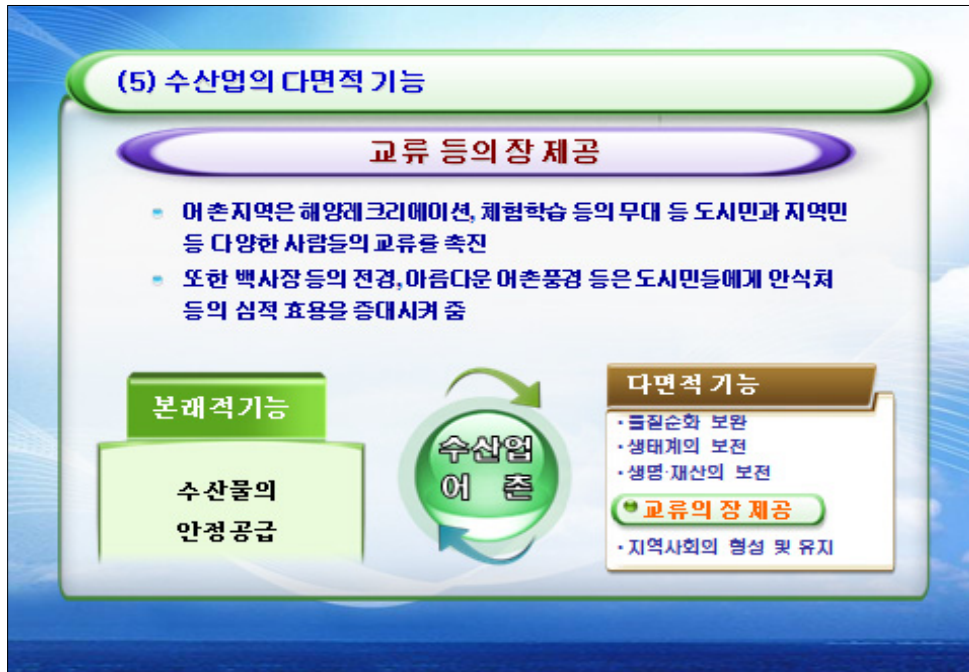 (5) 수산업의 다면적 기능
교류 등의 장 제공
어촌지역은 해양레크리에이션, 체험학습 등의 무대 등 도시민과 지역민
등 다양한 사람들의 교류를 촉진
또한 백사장 등의 전경, 아름다운 어촌풍경 등은 도시민들에게 안식처
등의 심적 효용을 증대시켜 줌
본래적기능
수산물의
안정공급
수산업
어 촌
다면적 기능
·물질순화 보완
·생태계의 보전
·생명·재산의 보전
교류의 장 제공
·지역사회의 형성 및 유지